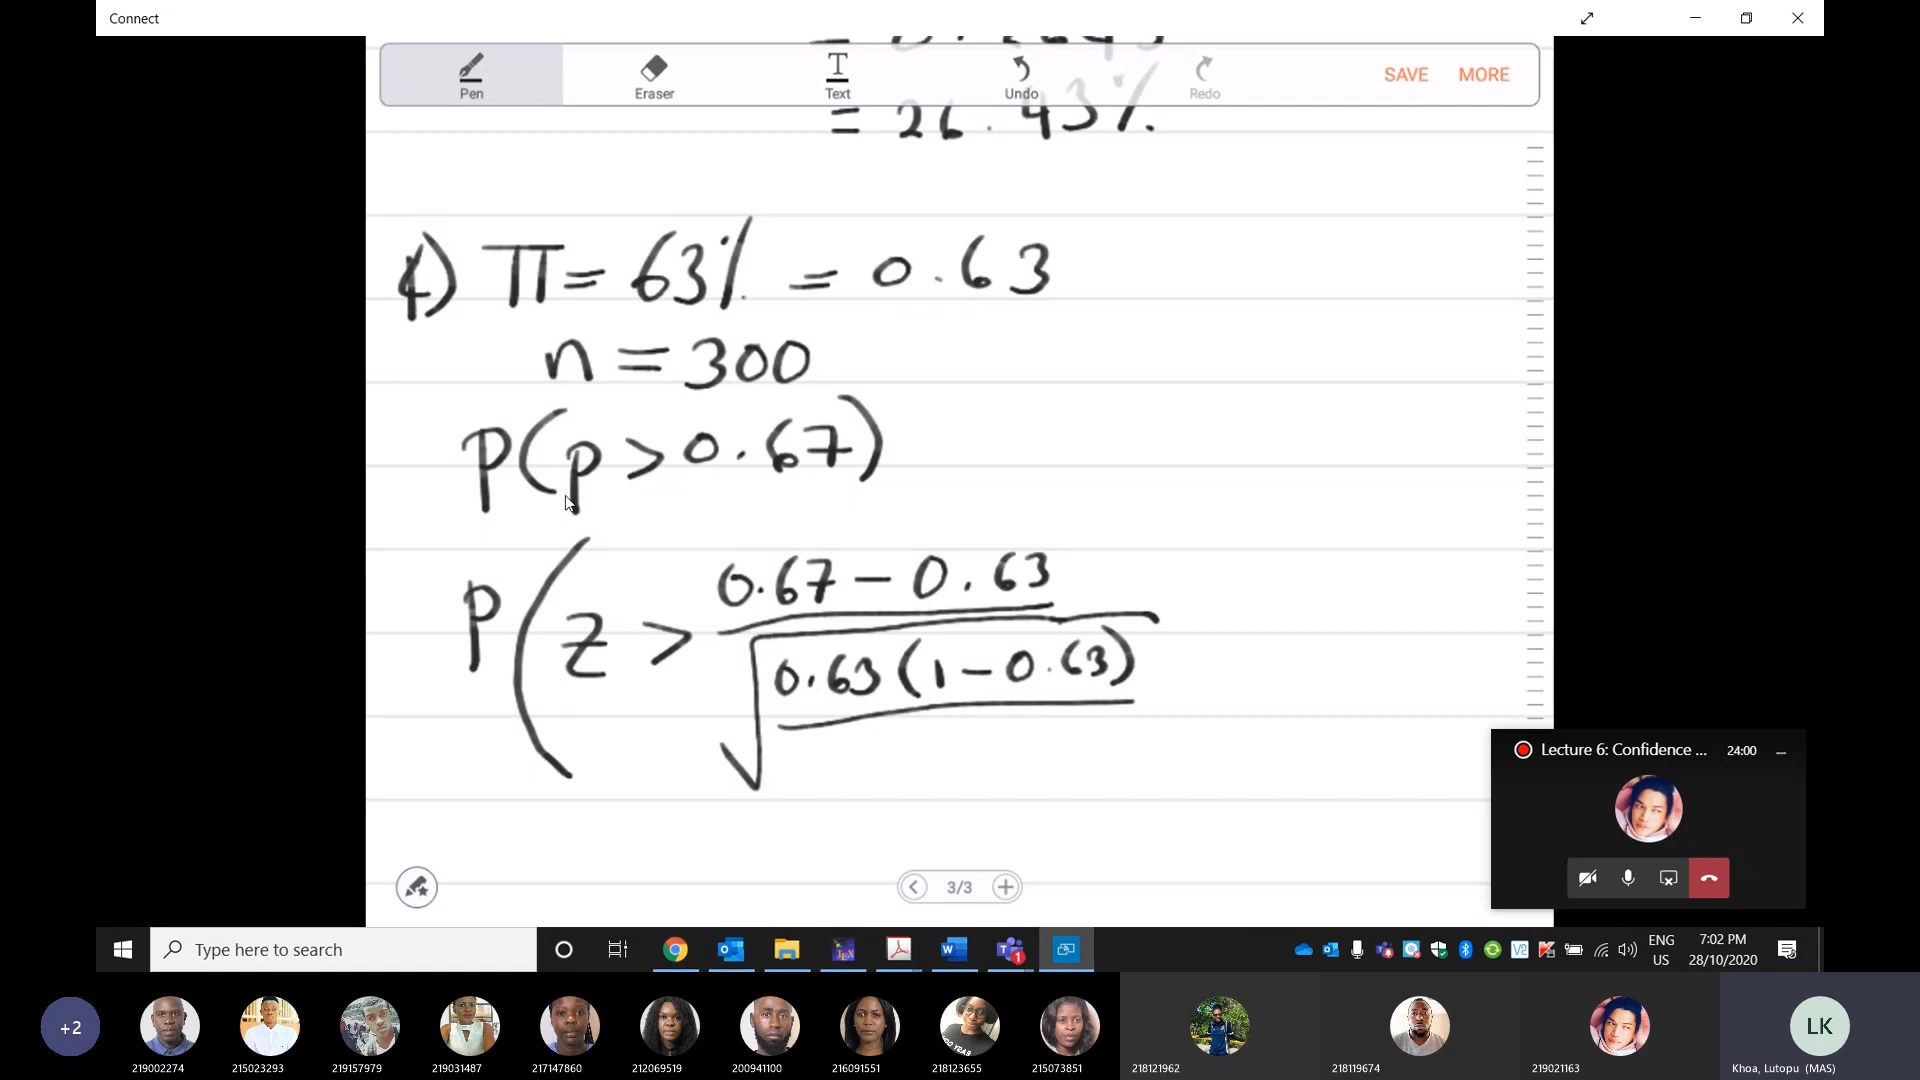 Connect
Pen
Eraser
Text
Undo
Redo
SAVE
MORE
= 26.43%
4) π = 63% = 0.63
n = 300
P(p > 0.67)
P(Z > 0.67 - 0.63
√ 0.63(1 - 0.63)
3/3
Lecture 6: Confidence ...
24:00
Type here to search
1
ENG
US
7:02 PM
28/10/2020
+2
LK
219002274
215023293
219157979
219031487
217147860
212069519
200941100
216091551
218123655
215073851
218121962
218119674
219021163
Khoa, Lutopu (MAS)